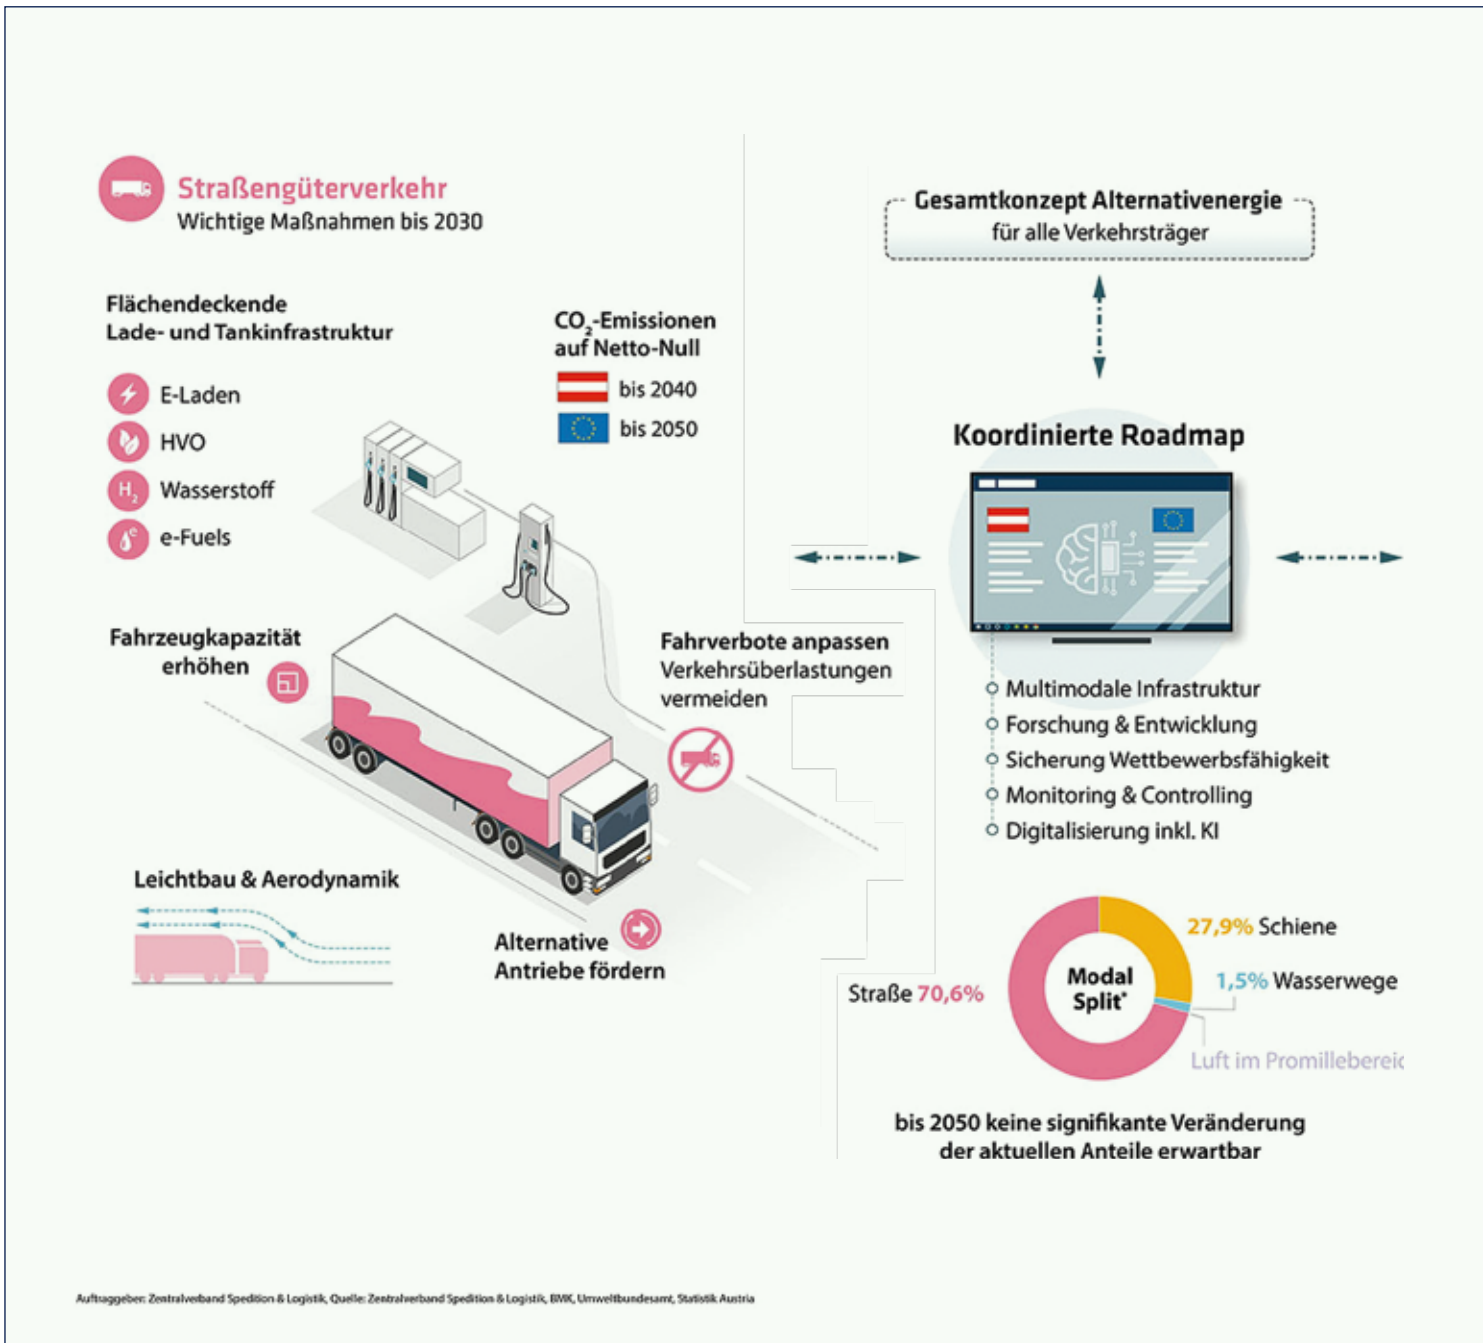 Straßengüterverkehr
Wichtige Maßnahmen bis 2030
Flächendeckende
Lade- und Tankinfrastruktur
E-Laden
HVO
H₂ Wasserstoff
e e-Fuels
CO₂-Emissionen
auf Netto-Null
bis 2040
bis 2050
Fahrzeugkapazität
erhöhen
Fahrverbote anpassen
Verkehrsüberlastungen
vermeiden
Leichtbau & Aerodynamik
Alternative
Antriebe fördern
Gesamtkonzept Alternativenergie
für alle Verkehrsträger
Koordinierte Roadmap
Multimodale Infrastruktur
Forschung & Entwicklung
Sicherung Wettbewerbsfähigkeit
Monitoring & Controlling
Digitalisierung inkl. KI
27,9% Schiene
1,5% Wasserwege
Luft im Promillebereic
Straße 70,6%
Modal
Split*
bis 2050 keine signifikante Veränderung
der aktuellen Anteile erwartbar
Auftraggeber: Zentralverband Spedition & Logistik, Quelle: Zentralverband Spedition & Logistik, BMK, Umweltbundesamt, Statistik Austria